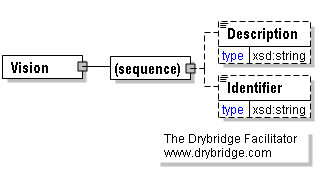 Vision
(sequence)
Description
type xsd:string
Identifier
type xsd:string
The Drybridge Facilitator
www.drybridge.com